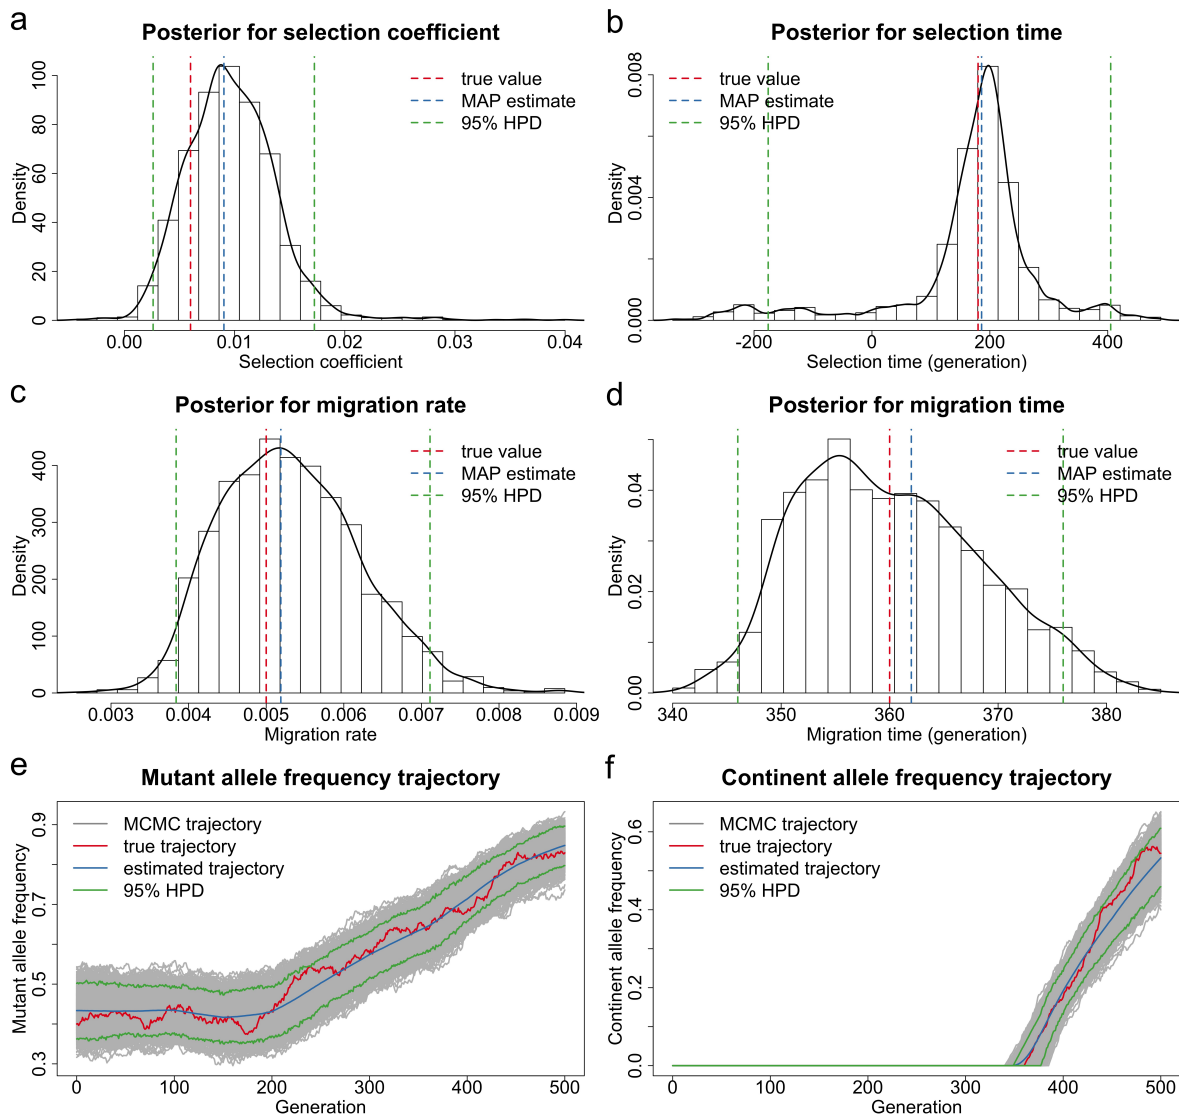 a
Posterior for selection coefficient
true value
MAP estimate
95% HPD
Density
0
20
40
60
80
100
0.00
0.01
0.02
0.03
0.04
Selection coefficient
b
Posterior for selection time
true value
MAP estimate
95% HPD
Density
0.000
0.004
0.008
-200
0
200
400
Selection time (generation)
c
Posterior for migration rate
true value
MAP estimate
95% HPD
Density
0
100
200
300
400
0.003
0.004
0.005
0.006
0.007
0.008
0.009
Migration rate
d
Posterior for migration time
true value
MAP estimate
95% HPD
Density
0.00
0.02
0.04
340
350
360
370
380
Migration time (generation)
e
Mutant allele frequency trajectory
MCMC trajectory
true trajectory
estimated trajectory
95% HPD
Mutant allele frequency
0.3
0.5
0.7
0.9
0
100
200
300
400
500
Generation
f
Continent allele frequency trajectory
MCMC trajectory
true trajectory
estimated trajectory
95% HPD
Continent allele frequency
0.0
0.2
0.4
0.6
0
100
200
300
400
500
Generation